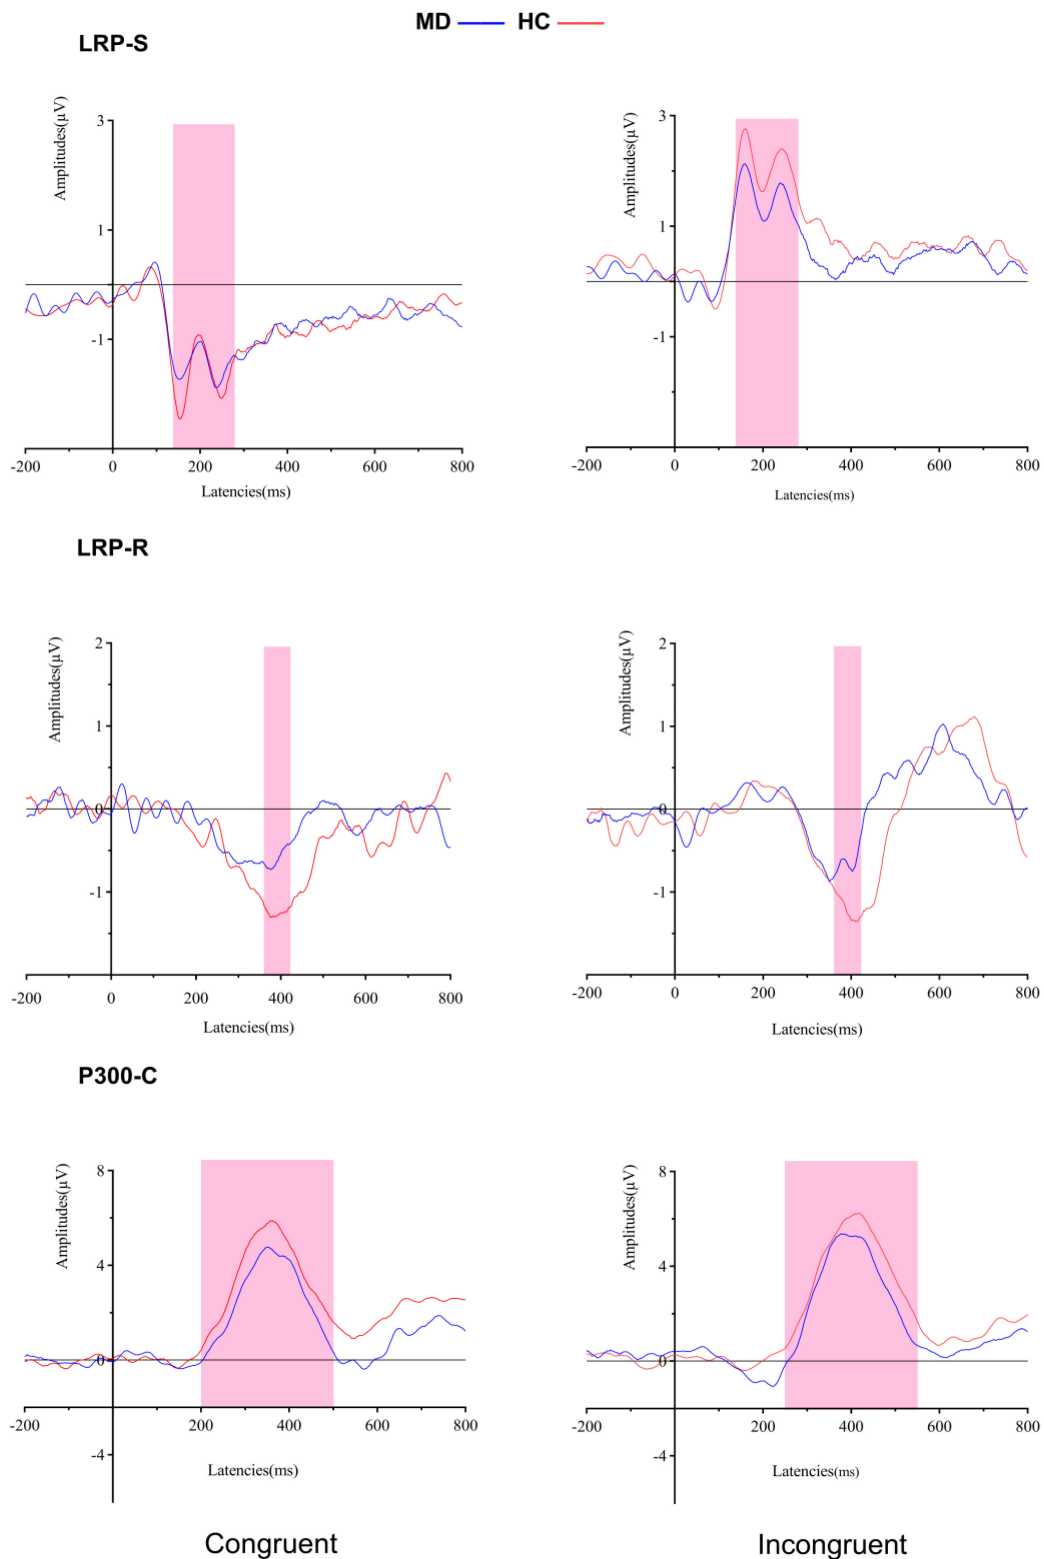 MD HC
LRP-S
Amplitudes(µV)
3
1
-1
-200 0 200 400 600 800
Latencies(ms)
Amplitudes(µV)
3
1
-1
-200 0 200 400 600 800
Latencies(ms)
LRP-R
Amplitudes(µV)
2
1
0
-1
-200 0 200 400 600 800
Latencies(ms)
Amplitudes(µV)
2
1
0
-1
-200 0 200 400 600 800
Latencies(ms)
P300-C
Amplitudes(µV)
8
4
0
-200 200 400 600 800
-4
Latencies(ms)
Amplitudes(µV)
8
4
0
-200 200 400 600 800
-4
Latencies(ms)
Congruent
Incongruent